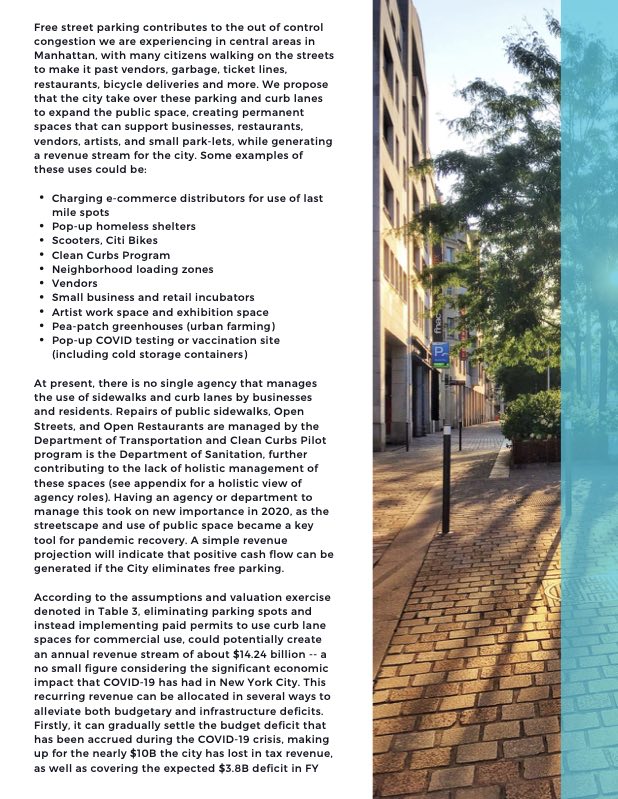 Free street parking contributes to the out of control
congestion we are experiencing in central areas in
Manhattan, with many citizens walking on the streets
to make it past vendors, garbage, ticket lines,
restaurants, bicycle deliveries and more. We propose
that the city take over these parking and curb lanes
to expand the public space, creating permanent
spaces that can support businesses, restaurants,
vendors, artists, and small park-lets, while generating
a revenue stream for the city. Some examples of
these uses could be:
• Charging e-commerce distributors for use of last
mile spots
• Pop-up homeless shelters
• Scooters, Citi Bikes
• Clean Curbs Program
• Neighborhood loading zones
• Vendors
• Small business and retail incubators
• Artist work space and exhibition space
• Pea-patch greenhouses (urban farming)
• Pop-up COVID testing or vaccination site
(including cold storage containers)
At present, there is no single agency that manages
the use of sidewalks and curb lanes by businesses
and residents. Repairs of public sidewalks, Open
Streets, and Open Restaurants are managed by the
Department of Transportation and Clean Curbs Pilot
program is the Department of Sanitation, further
contributing to the lack of holistic management of
these spaces (see appendix for a holistic view of
agency roles). Having an agency or department to
manage this took on new importance in 2020, as the
streetscape and use of public space became a key
tool for pandemic recovery. A simple revenue
projection will indicate that positive cash flow can be
generated if the City eliminates free parking.
According to the assumptions and valuation exercise
denoted in Table 3, eliminating parking spots and
instead implementing paid permits to use curb lane
spaces for commercial use, could potentially create
an annual revenue stream of about $14.24 billion -- a
no small figure considering the significant economic
impact that COVID-19 has had in New York City. This
recurring revenue can be allocated in several ways to
alleviate both budgetary and infrastructure deficits.
Firstly, it can gradually settle the budget deficit that
has been accrued during the COVID-19 crisis, making
up for the nearly $10B the city has lost in tax revenue,
as well as covering the expected $3.8B deficit in FY
fnac
P